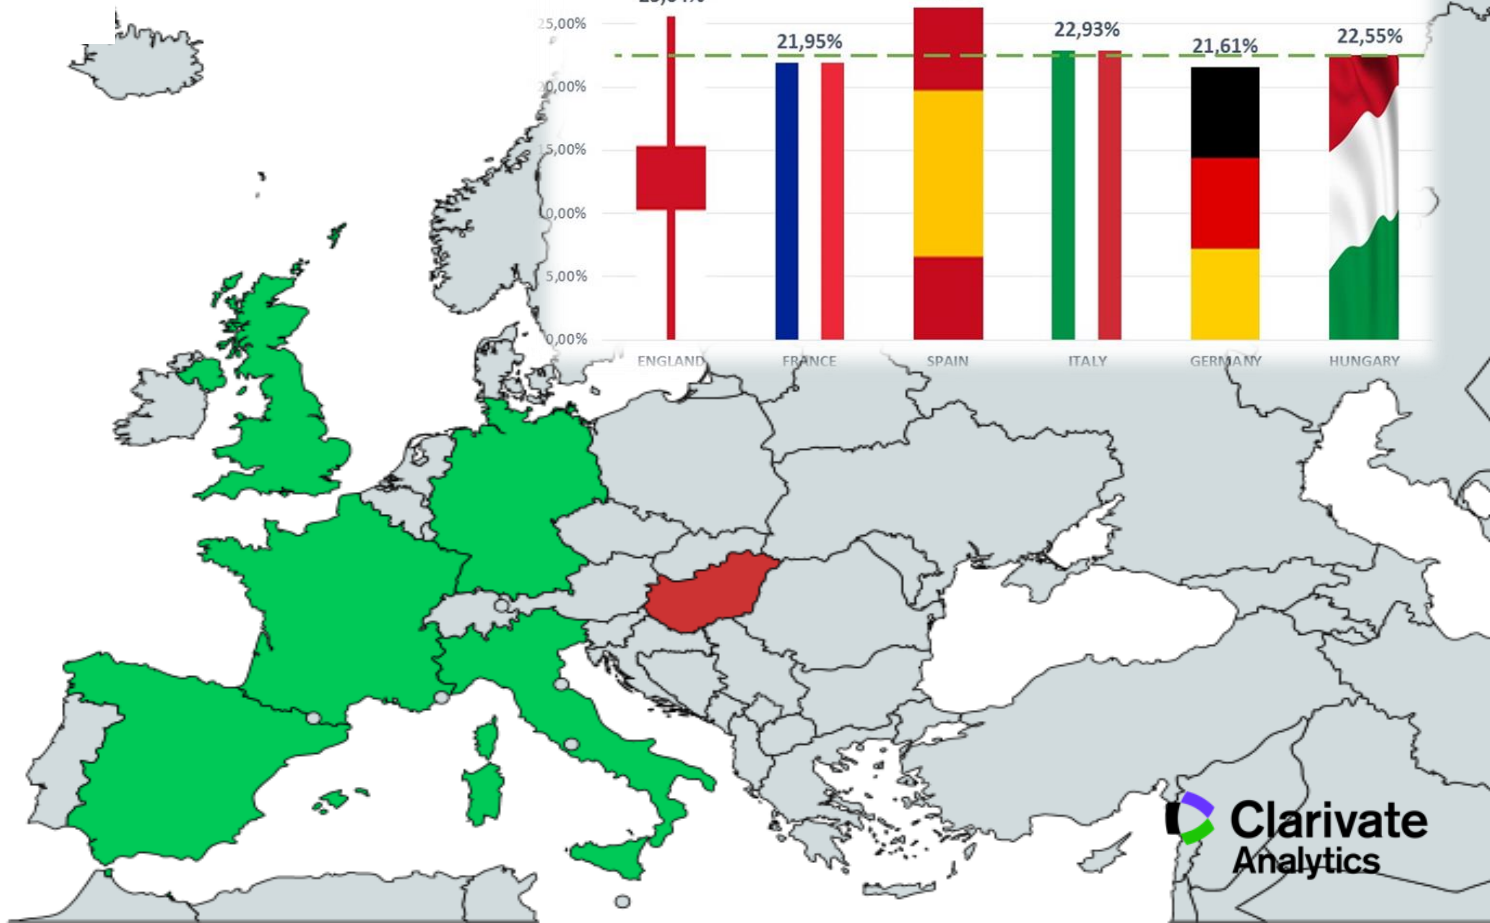 25,00%
21,95%
22,93%
21,61%
22,55%
20,00%
15,00%
10,00%
5,00%
0,00%
ENGLAND
FRANCE
SPAIN
ITALY
GERMANY
HUNGARY
Clarivate
Analytics